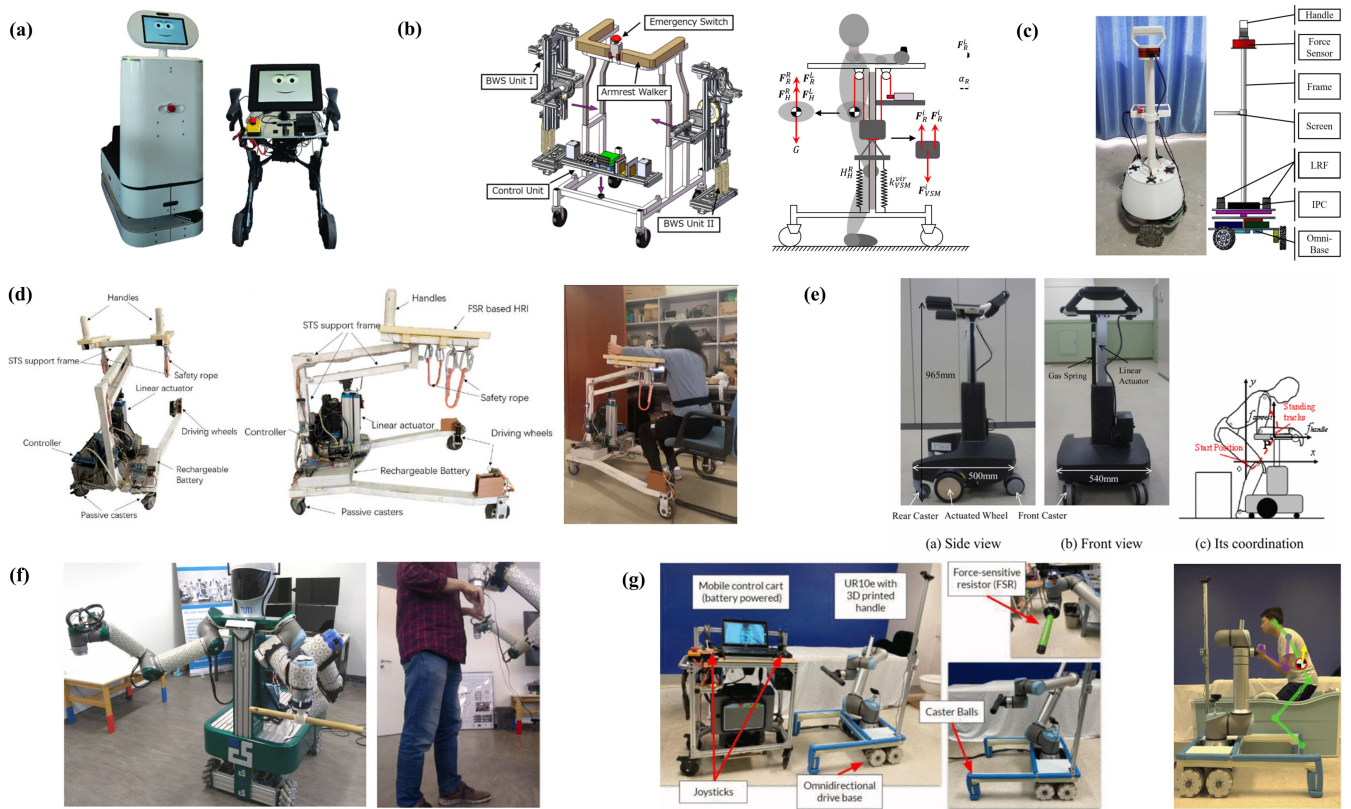 (a)
(b)
Emergency Switch
BWS Unit I
Armrest Walker
Control Unit
BWS Unit II
G
(c)
Handle
Force
Sensor
Frame
Screen
LRF
IPC
Omni-
Base
(d)
Handles
STS support frame
Safety rope
Linear actuator
Driving wheels
Controller
Rechargeable
Battery
Passive casters
Handles
FSR based HRI
STS support frame
Safety rope
Controller
Linear actuator
Driving wheels
Rechargeable Battery
Passive casters
(e)
965mm
500mm
Rear Caster
Actuated Wheel
Front Caster
(a) Side view
Gas Spring
Linear
Actuator
540mm
(b) Front view
y
Standing
tracks
Start Position
x
(c) Its coordination
(f)
(g)
Mobile control cart
(battery powered)
UR10e with
3D printed
handle
Force-sensitive
resistor (FSR)
Caster Balls
Joysticks
Omnidirectional
drive base